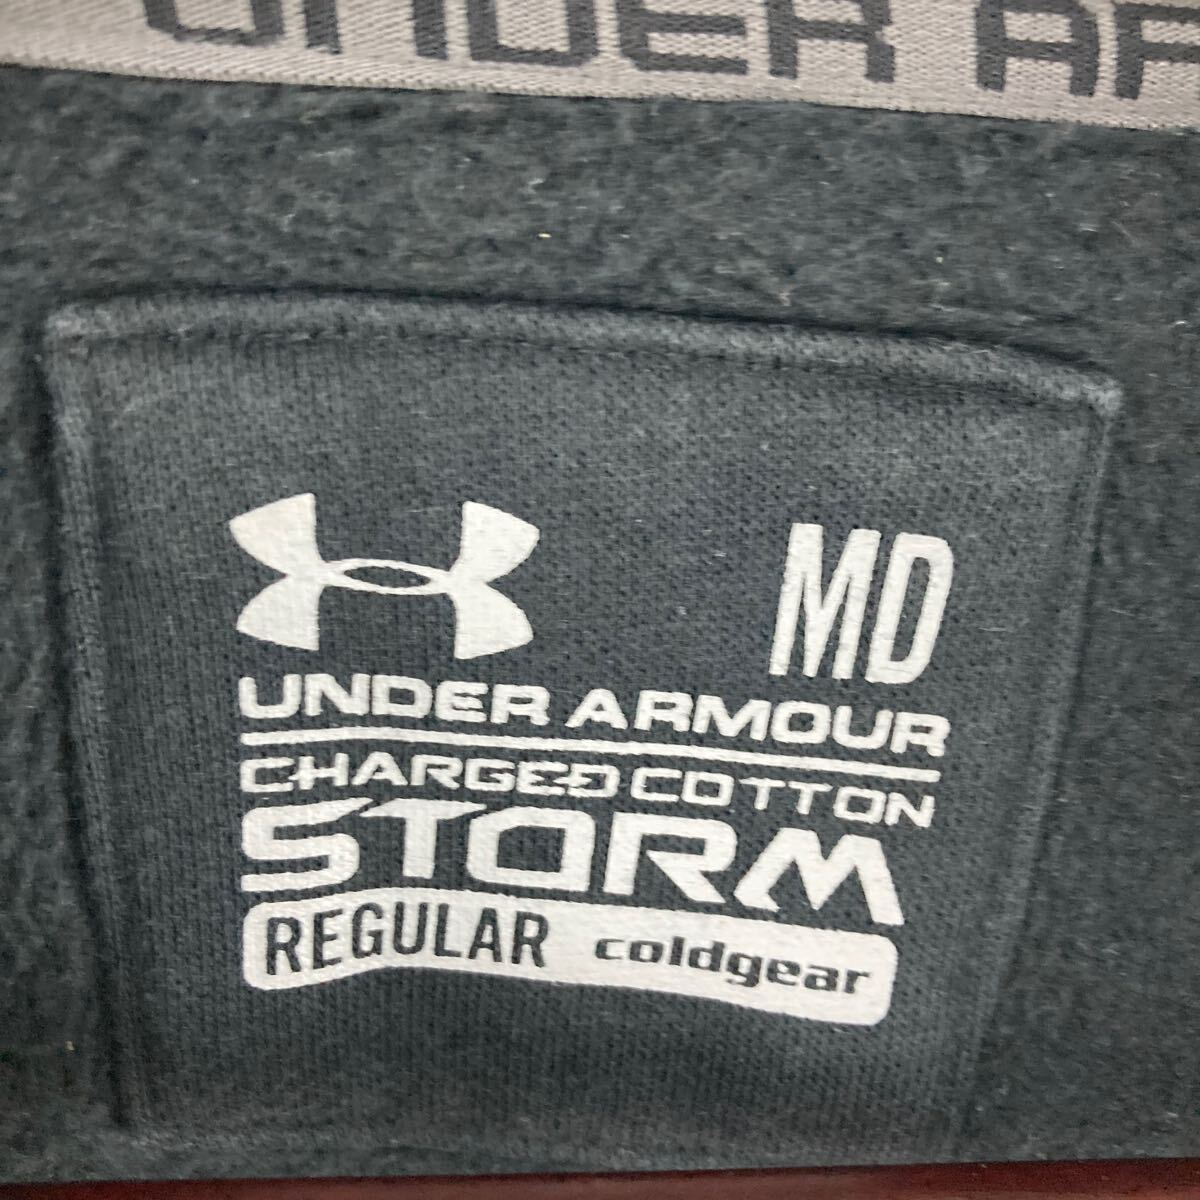 UNDER AR
MD
UNDER ARMOUR
CHARGED COTTON
STORM
REGULAR coldgear